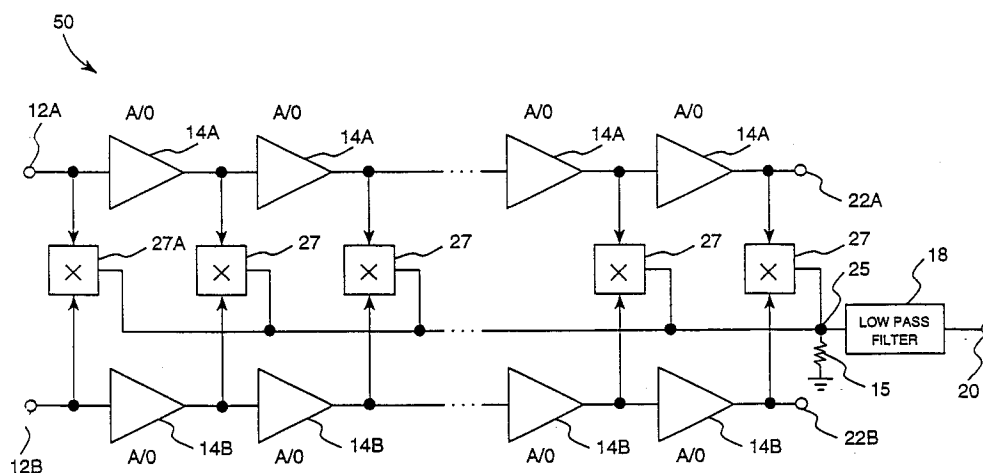 50
A/0 A/0 A/0 A/0
12A 14A 14A 14A 14A
22A
27A 27 27 27 27
× × × × ×
25 18
LOW PASS
FILTER
15 20
14B 14B 14B 14B 22B
12B A/0 A/0 A/0 A/0